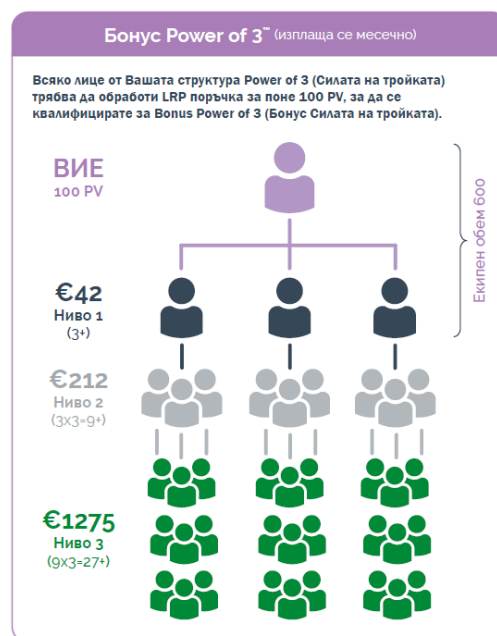 Бонус Power of 3™ (изплаща се месечно)
Всяко лице от Вашата структура Power of 3 (Силата на тройката)
трябва да обработи LRP поръчка за поне 100 PV, за да се
квалифицирате за Bonus Power of 3 (Бонус Силата на тройката).
ВИЕ
100 PV
Екипен обем 600
€42
Ниво 1
(3+)
€212
Ниво 2
(3x3=9+)
€1275
Ниво 3
(9x3=27+)